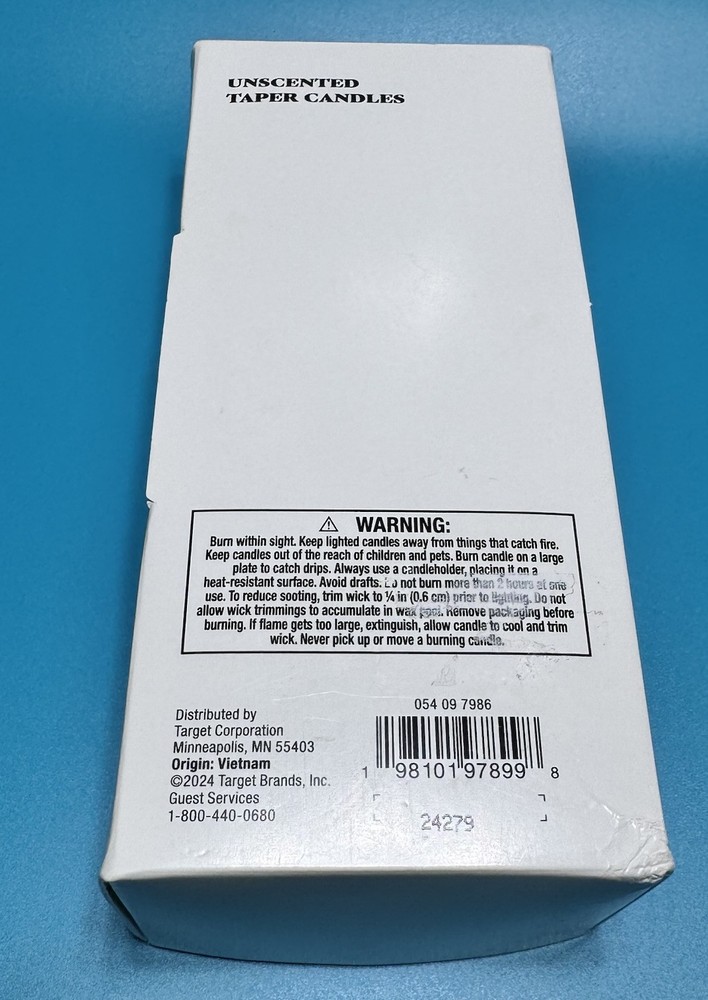 UNSCENTED
TAPER CANDLES
⚠ WARNING:
Burn within sight. Keep lighted candles away from things that catch fire.
Keep candles out of the reach of children and pets. Burn candle on a large
plate to catch drips. Always use a candleholder, placing it on a
heat-resistant surface. Avoid drafts. Do not burn more than 2 hours at one
use. To reduce sooting, trim wick to ¼ in (0.6 cm) prior to lighting. Do not
allow wick trimmings to accumulate in wax pool. Remove packaging before
burning. If flame gets too large, extinguish, allow candle to cool and trim
wick. Never pick up or move a burning candle.
Distributed by
Target Corporation
Minneapolis, MN 55403
Origin: Vietnam
©2024 Target Brands, Inc.
Guest Services
1-800-440-0680
054 09 7986
1 98101 97899 8
24279